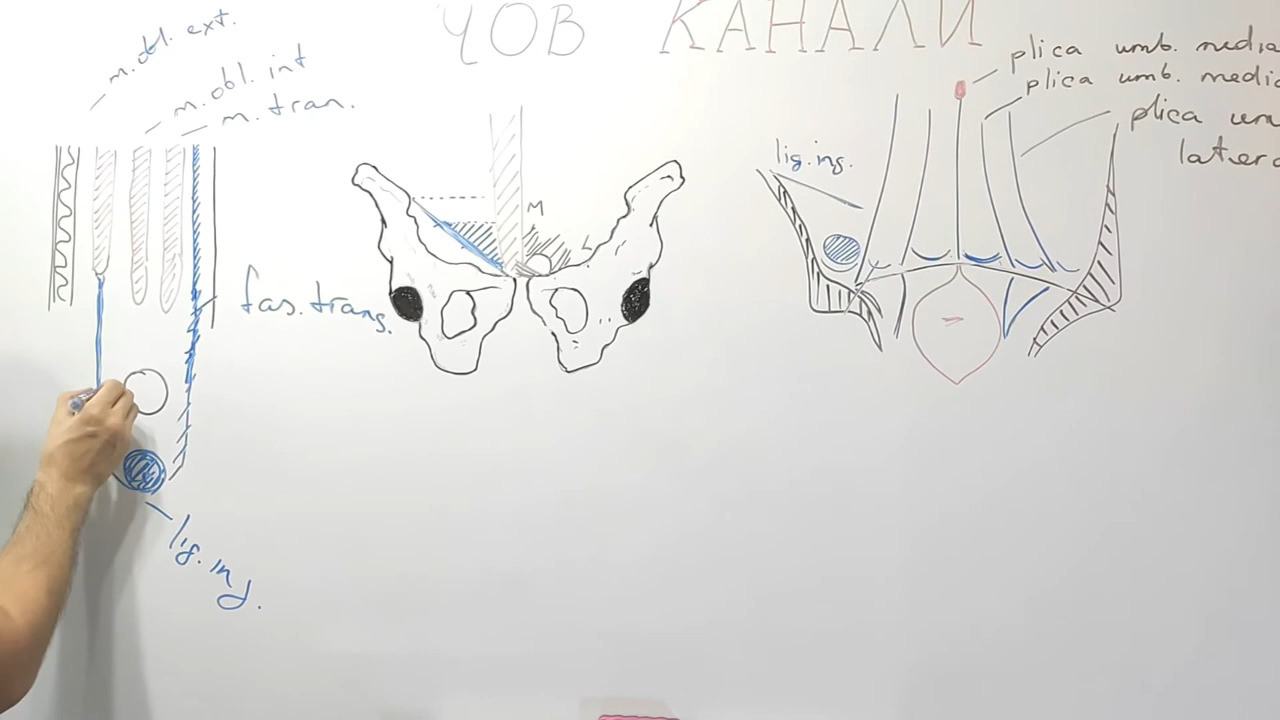 ЧОВ КАНАЛИ
m. obl. ext.
m. obl. int
m. tran.
fas. trans.
lig. ing.
M
L
lig. ing.
plica umb. media
plica umb. media
plica um
latera